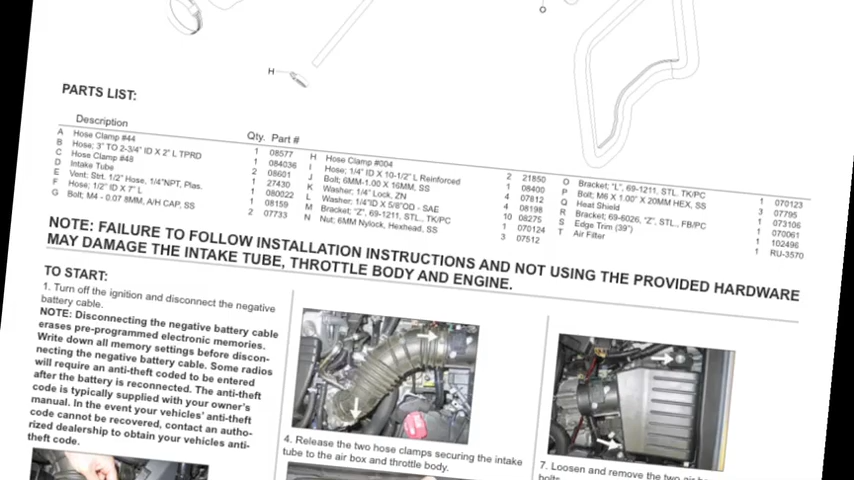 H
PARTS LIST:
Description Qty. Part #
A Hose Clamp #44 1 08577
B Hose; 3" TO 2-3/4" ID X 2" L TPRD 1 084036
C Hose Clamp #48 2 08601
D Intake Tube 1 27430
E Vent; Strt. 1/2" Hose, 1/4"NPT, Plas. 1 080022
F Hose; 1/2" ID X 7" L 1 08159
G Bolt; M4 - 0.07 8MM, A/H CAP, SS 2 07733
H Hose Clamp #004 2 21850
I Hose; 1/4" ID X 10-1/2" L Reinforced 1 08400
J Bolt; 6MM-1.00 X 16MM, SS 4 07812
K Washer; 1/4" Lock, ZN 4 08198
L Washer; 1/4"ID X 5/8"OD - SAE 10 08275
M Bracket; "Z", 69-1211, STL., TK/PC 1 070124
N Nut; 6MM Nylock, Hexhead, SS 3 07512
O Bracket; "L", 69-1211, STL. TK/PC 1 070123
P Bolt; M6 X 1.00" X 20MM HEX, SS 3 07795
Q Heat Shield 1 073106
R Bracket; 69-6026, "Z", STL., FB/PC 1 070061
S Edge Trim (39") 1 102496
T Air Filter 1 RU-3570
NOTE: FAILURE TO FOLLOW INSTALLATION INSTRUCTIONS AND NOT USING THE PROVIDED HARDWARE
MAY DAMAGE THE INTAKE TUBE, THROTTLE BODY AND ENGINE.
TO START:
1. Turn off the ignition and disconnect the negative
battery cable.
NOTE: Disconnecting the negative battery cable
erases pre-programmed electronic memories.
Write down all memory settings before discon-
necting the negative battery cable. Some radios
will require an anti-theft coded to be entered
after the battery is reconnected. The anti-theft
code is typically supplied with your owner's
manual. In the event your vehicles' anti-theft
code cannot be recovered, contact an autho-
rized dealership to obtain your vehicles anti-
theft code.
4. Release the two hose clamps securing the intake
tube to the air box and throttle body.
7. Loosen and remove the two air